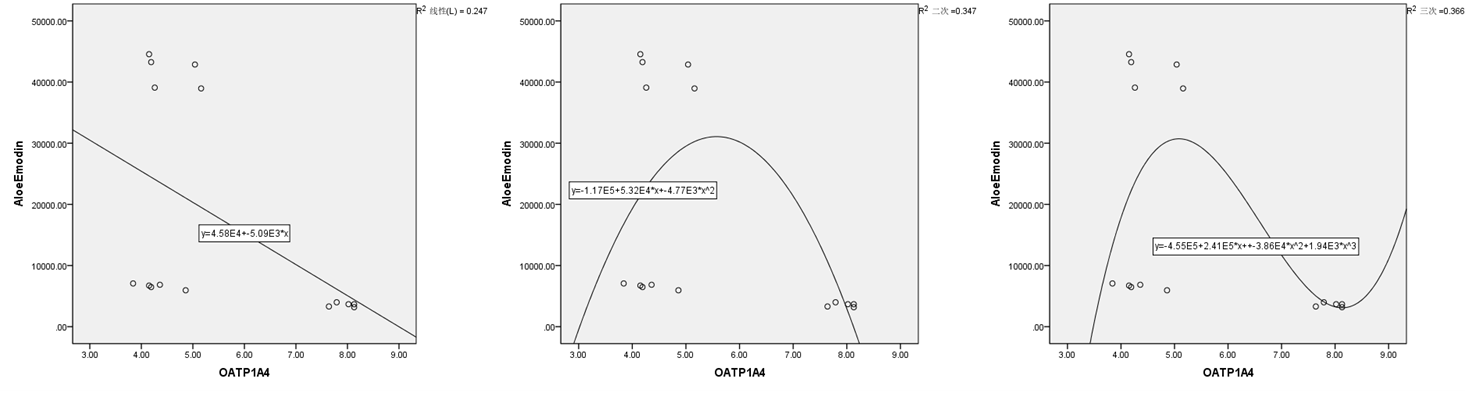 R² 线性(L) = 0.247
50000.00
40000.00
30000.00
20000.00
10000.00
.00
AloeEmodin
y=4.58E4+-5.09E3*x
3.00 4.00 5.00 6.00 7.00 8.00 9.00
OATP1A4
R² 二次 =0.347
50000.00
40000.00
30000.00
20000.00
10000.00
.00
AloeEmodin
y=-1.17E5+5.32E4*x+-4.77E3*x^2
3.00 4.00 5.00 6.00 7.00 8.00 9.00
OATP1A4
R² 三次 =0.366
50000.00
40000.00
30000.00
20000.00
10000.00
.00
AloeEmodin
y=-4.55E5+2.41E5*x++-3.86E4*x^2+1.94E3*x^3
3.00 4.00 5.00 6.00 7.00 8.00 9.00
OATP1A4